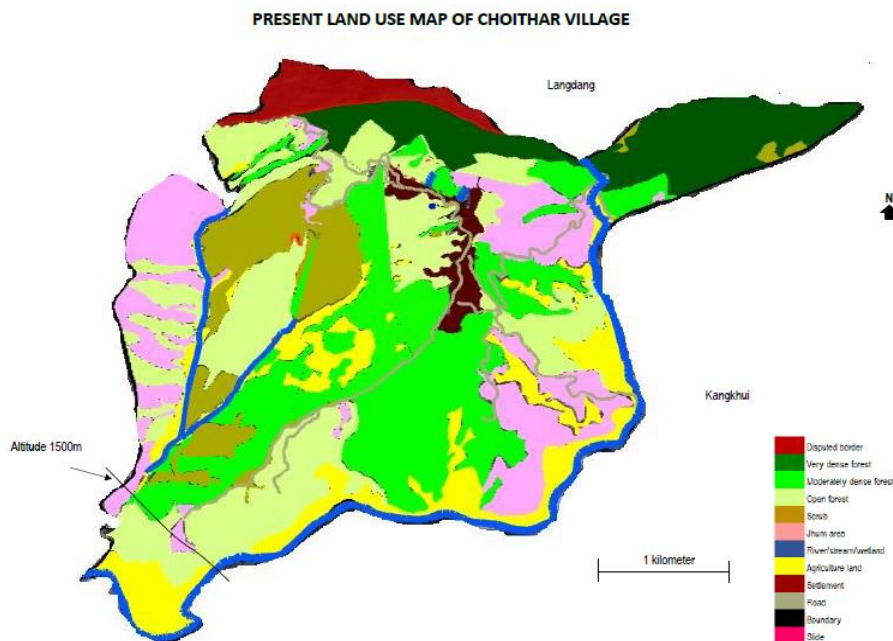 PRESENT LAND USE MAP OF CHOITHAR VILLAGE
Langdang
N
Kangkhui
Altitude 1500m
1 kilometer
Disputed border
Very dense forest
Moderately dense forest
Open forest
Scrub
Jhum area
River/stream/wetland
Agriculture land
Settlement
Road
Boundary
Slide